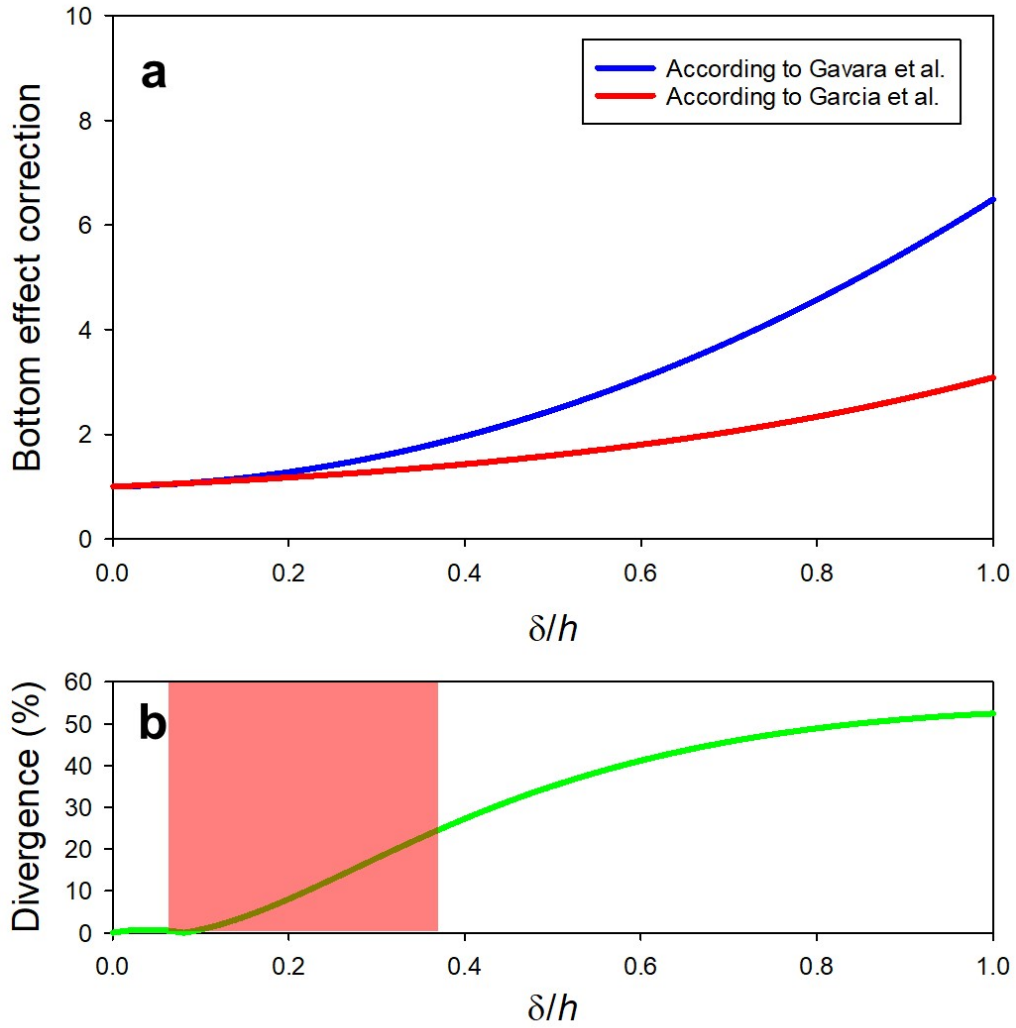 10
8
6
4
2
0
Bottom effect correction
a
According to Gavara et al.
According to Garcia et al.
0.0 0.2 0.4 0.6 0.8 1.0
δ/h
60
50
40
30
20
10
0
Divergence (%)
b
0.0 0.2 0.4 0.6 0.8 1.0
δ/h